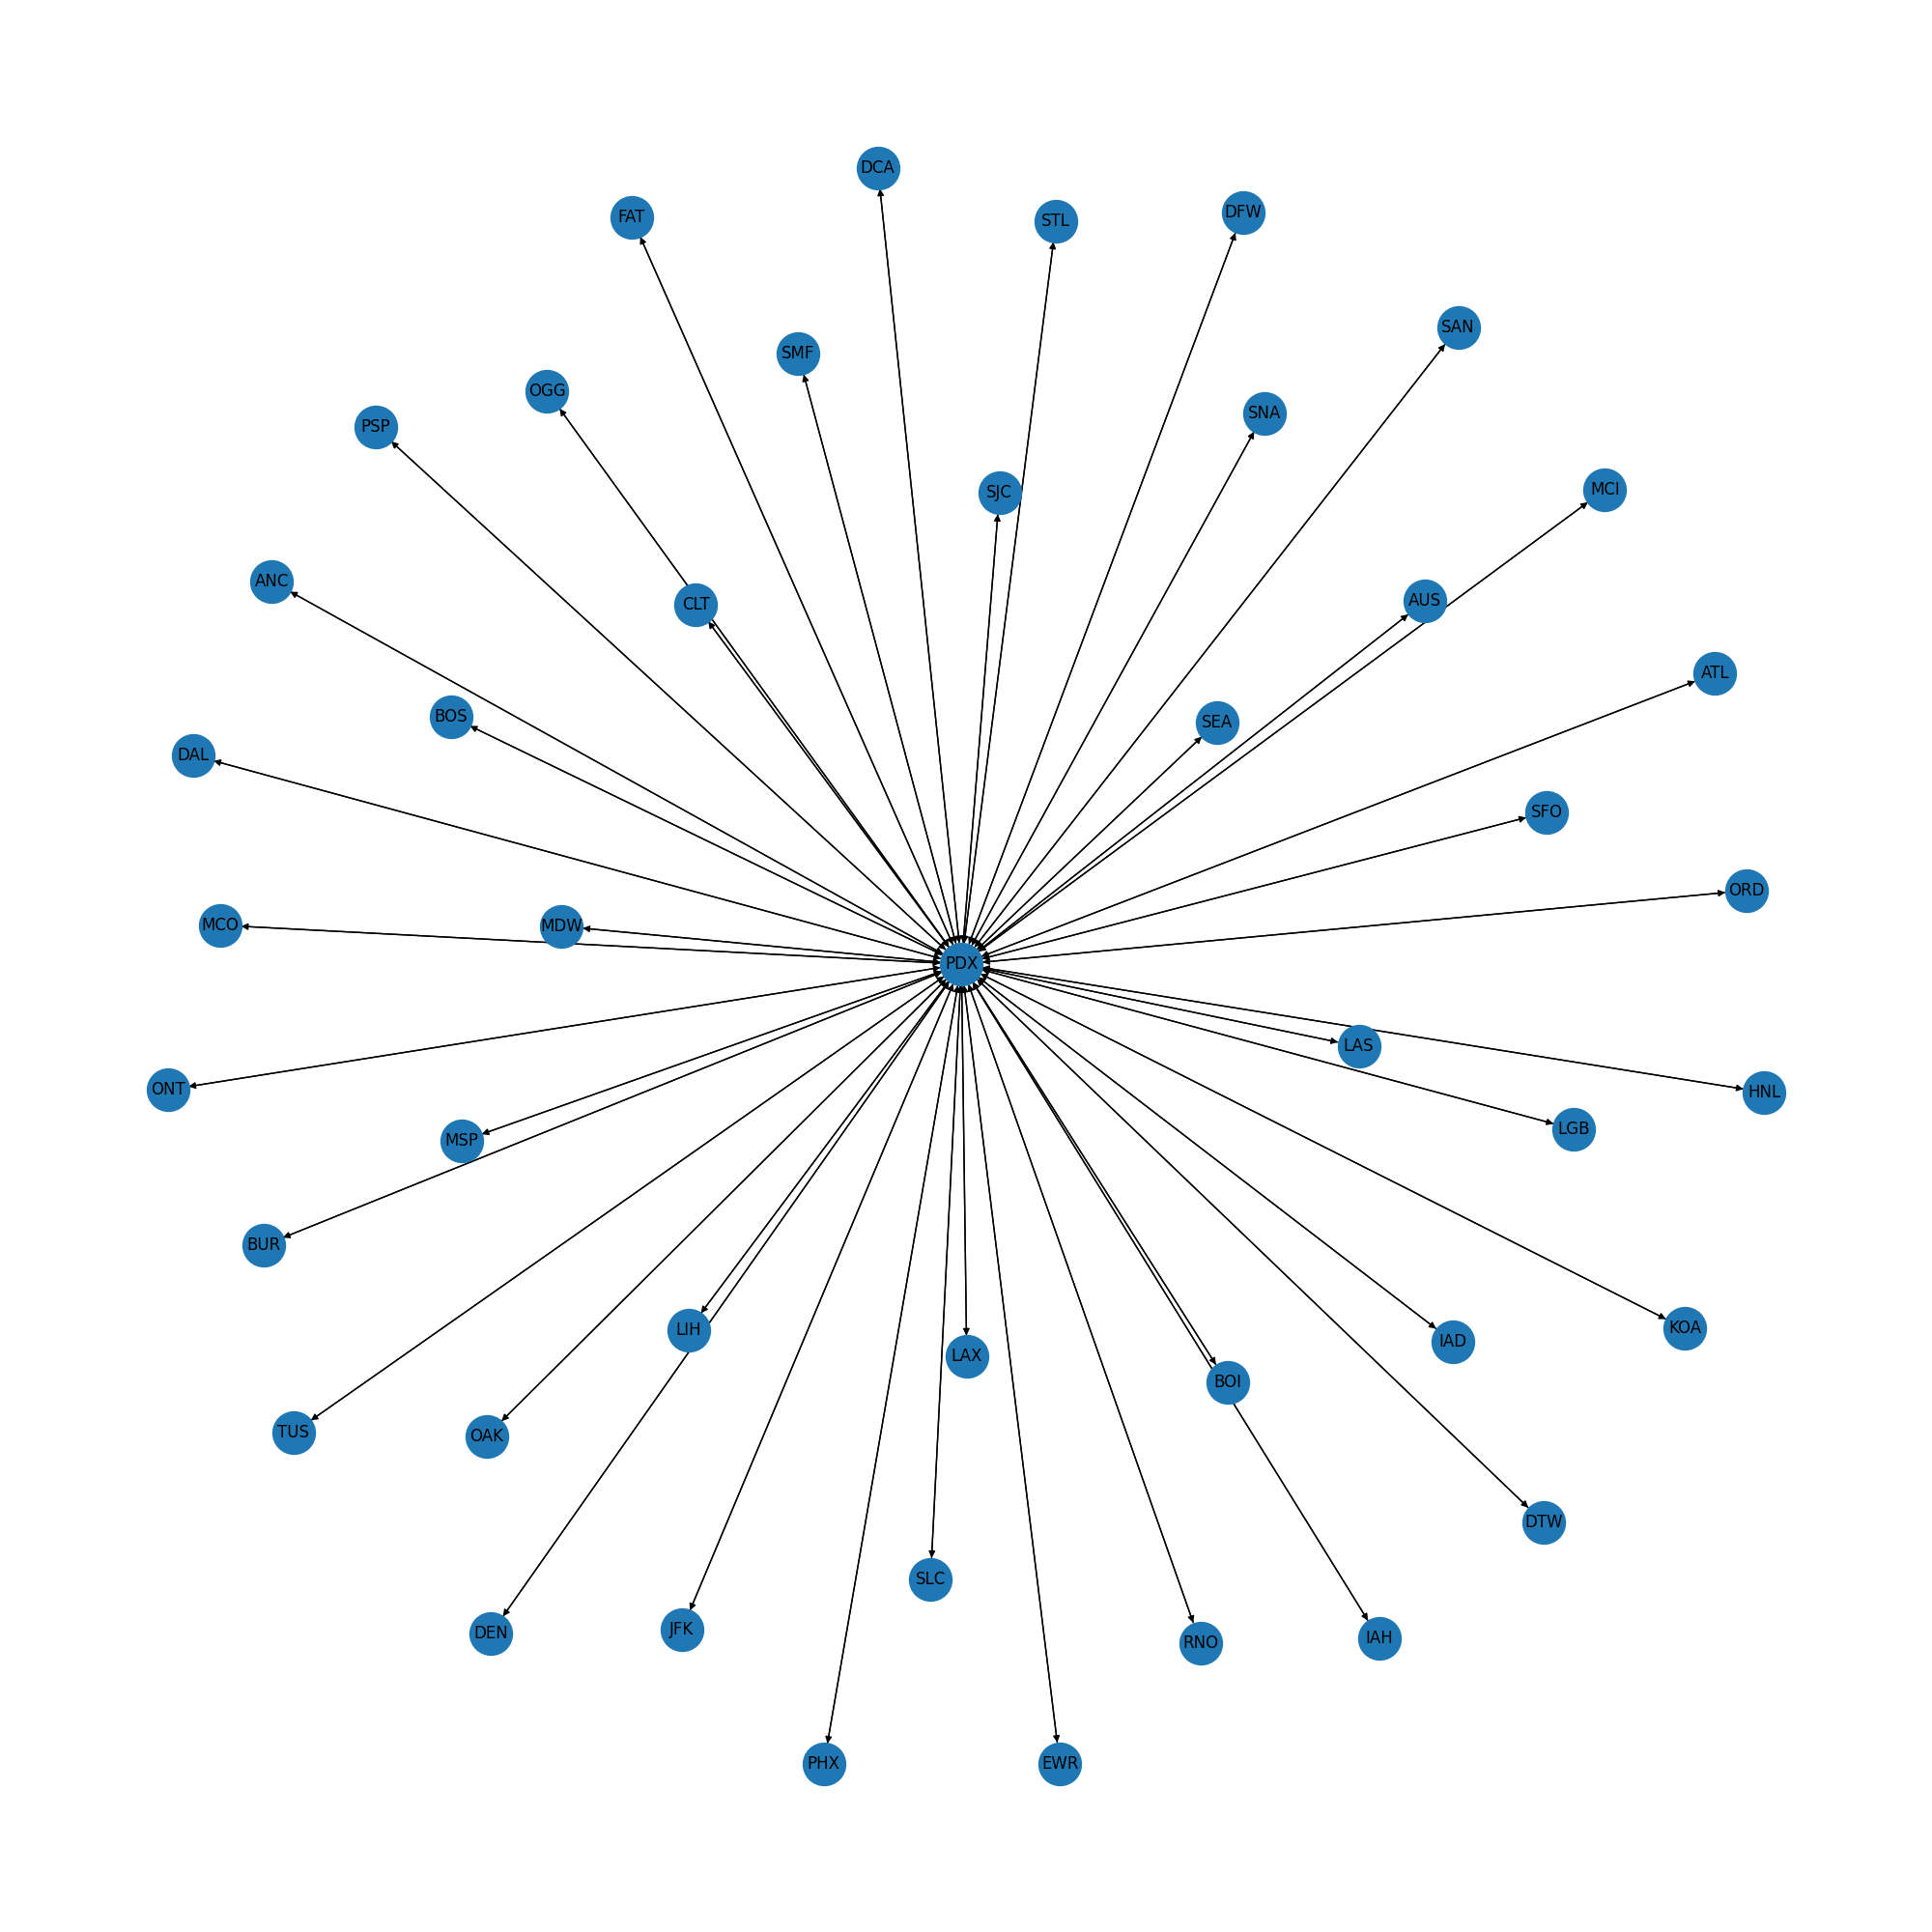 DCA
DFW
FAT
STL
SAN
SMF
OGG
SNA
PSP
MCI
SJC
ANC
AUS
CLT
ATL
BOS
SEA
DAL
SFO
ORD
MCO
MDW
PDX
LAS
ONT
HNL
LGB
MSP
BUR
KOA
LIH
IAD
LAX
BOI
TUS
OAK
DTW
SLC
JFK
DEN
IAH
RNO
PHX
EWR